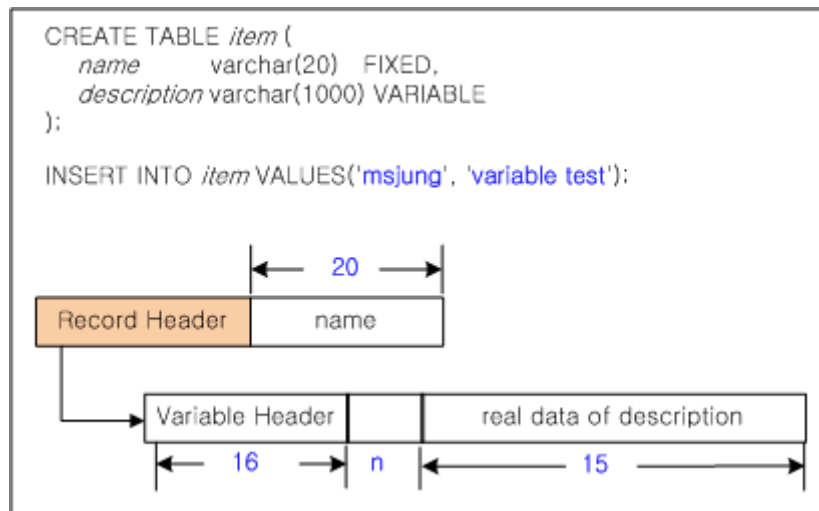 CREATE TABLE item (
name varchar(20) FIXED,
description varchar(1000) VARIABLE
);
INSERT INTO item VALUES('msjung', 'variable test');
20
Record Header name
Variable Header real data of description
16 n 15